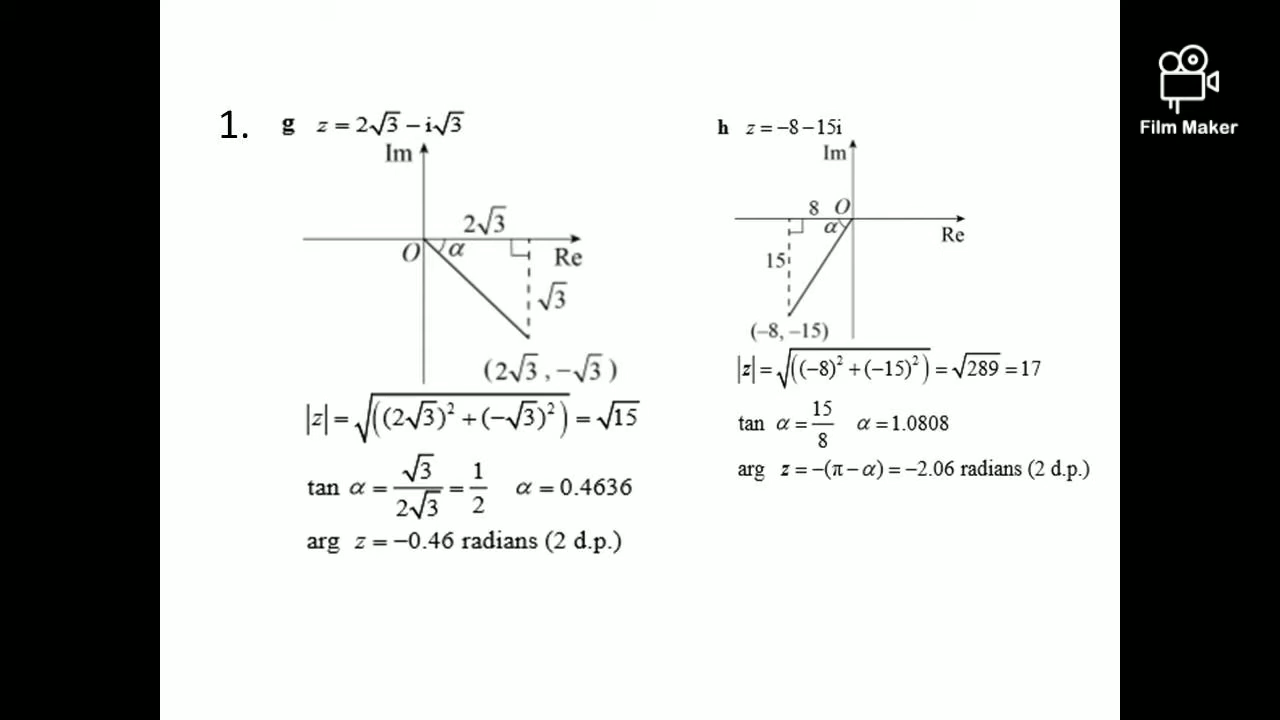 1. g z = 2√3 − i√3
Im
2√3
O α Re
√3
(2√3, −√3)
|z| = √((2√3)² + (−√3)²) = √15
tan α = √3/2√3 = 1/2 α = 0.4636
arg z = −0.46 radians (2 d.p.)
h z = −8 − 15i
Im
8 O
α Re
15
(−8, −15)
|z| = √((−8)² + (−15)²) = √289 = 17
tan α = 15/8 α = 1.0808
arg z = −(π − α) = −2.06 radians (2 d.p.)
Film Maker